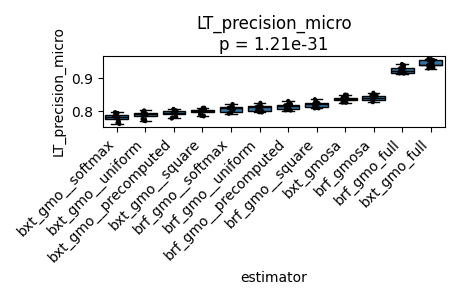 LT_precision_micro
p = 1.21e-31
LT_precision_micro
0.9
0.8
bxt_gmo__softmax
bxt_gmo__uniform
bxt_gmo__precomputed
bxt_gmo__square
brf_gmo__softmax
brf_gmo__uniform
brf_gmo__precomputed
brf_gmo__square
bxt_gmosa
brf_gmosa
brf_gmo_full
bxt_gmo_full
estimator